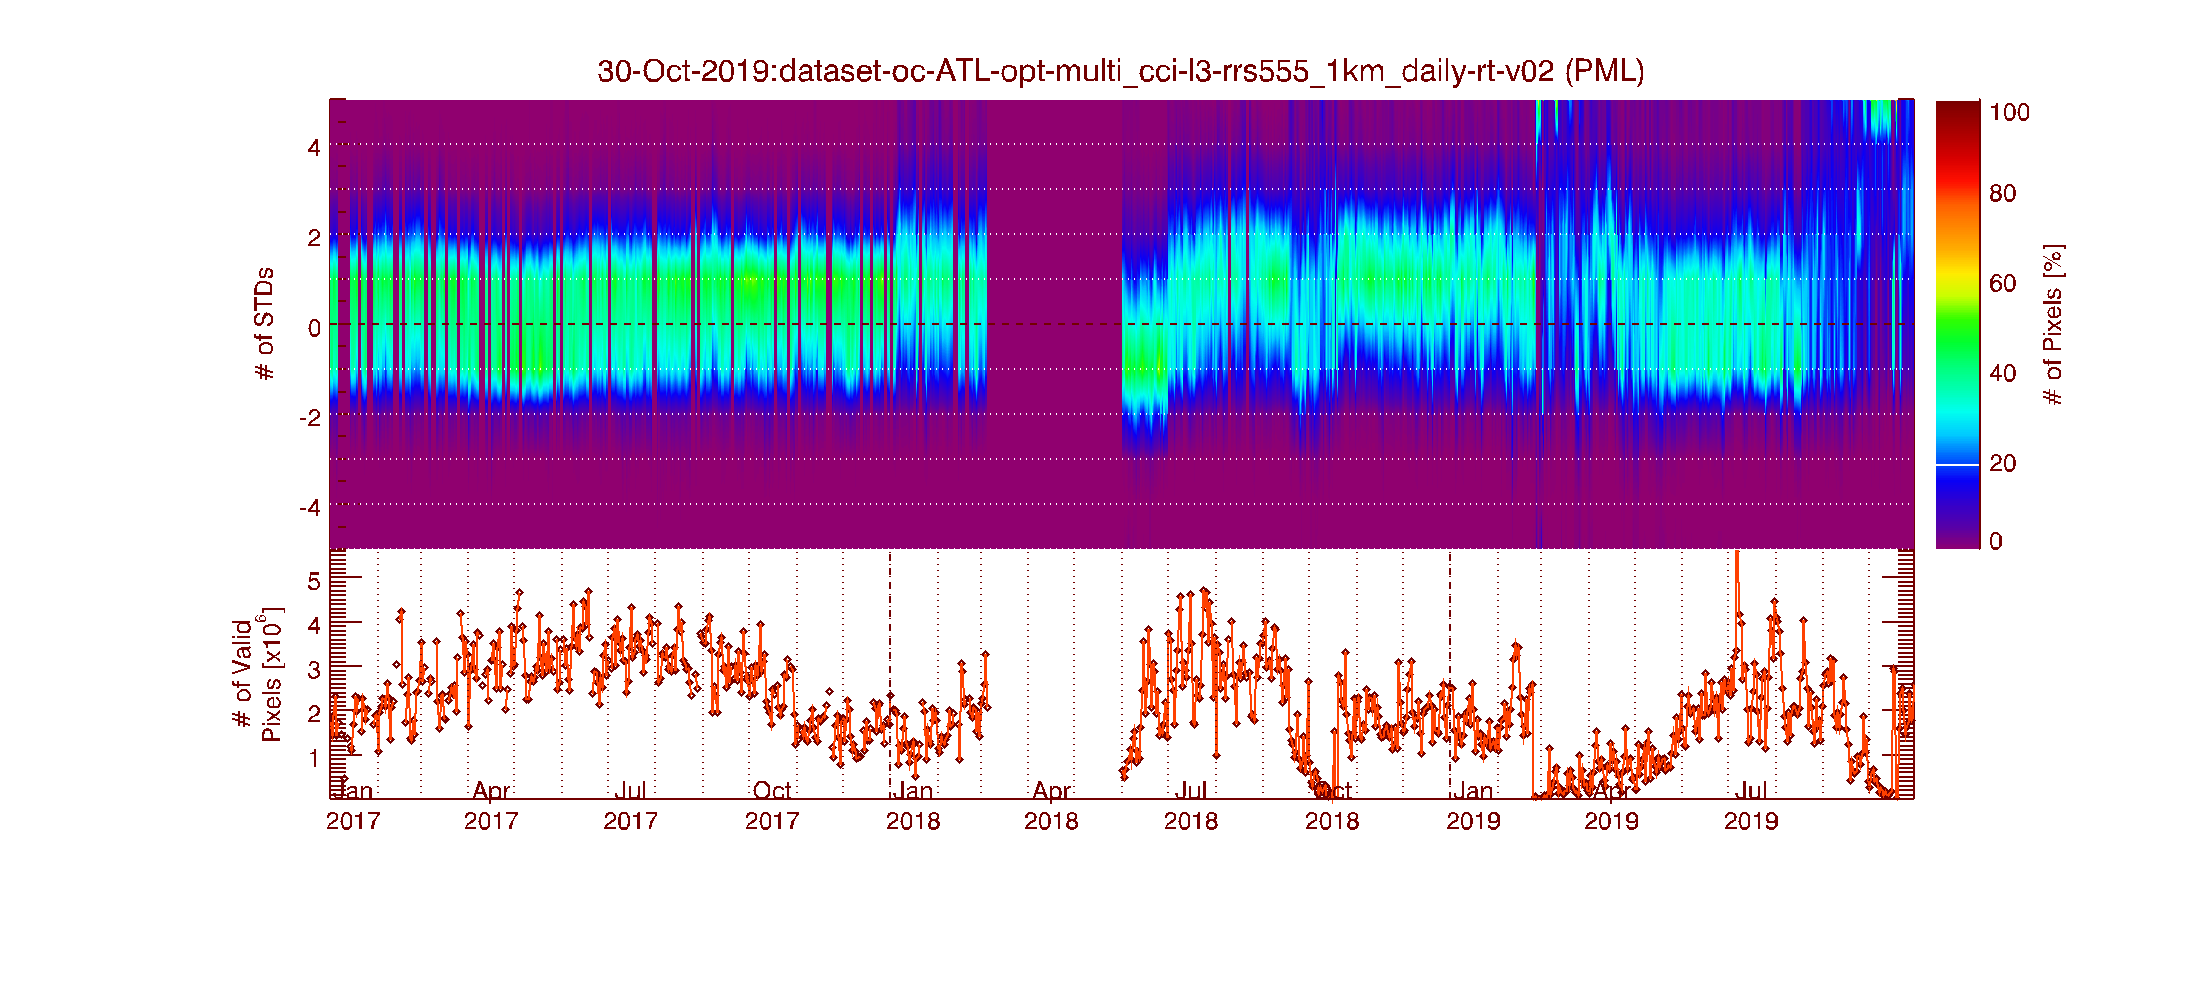 30-Oct-2019:dataset-oc-ATL-opt-multi_cci-l3-rrs555_1km_daily-rt-v02 (PML)
4
2
0
-2
-4
# of STDs
100
80
60
40
20
0
# of Pixels [%]
5
4
3
2
1
# of Valid
Pixels [x10⁶]
Jan Apr Jul Oct Jan Apr Jul Oct Jan Apr Jul
2017 2017 2017 2017 2018 2018 2018 2018 2019 2019 2019